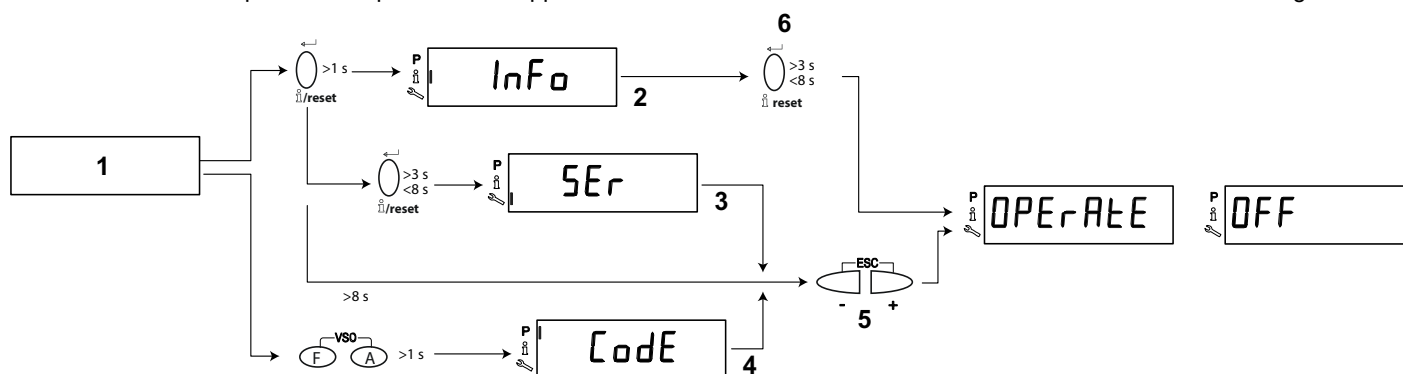 6
P
>1 s
InFo
>3 s
<8 s
i/reset
2
i reset
1
P
>3 s
<8 s
SEr
i/reset
3
P
OPErAtE
P
OFF
ESC
- +
5
>8 s
VSO
F A
>1 s
P
CodE
4